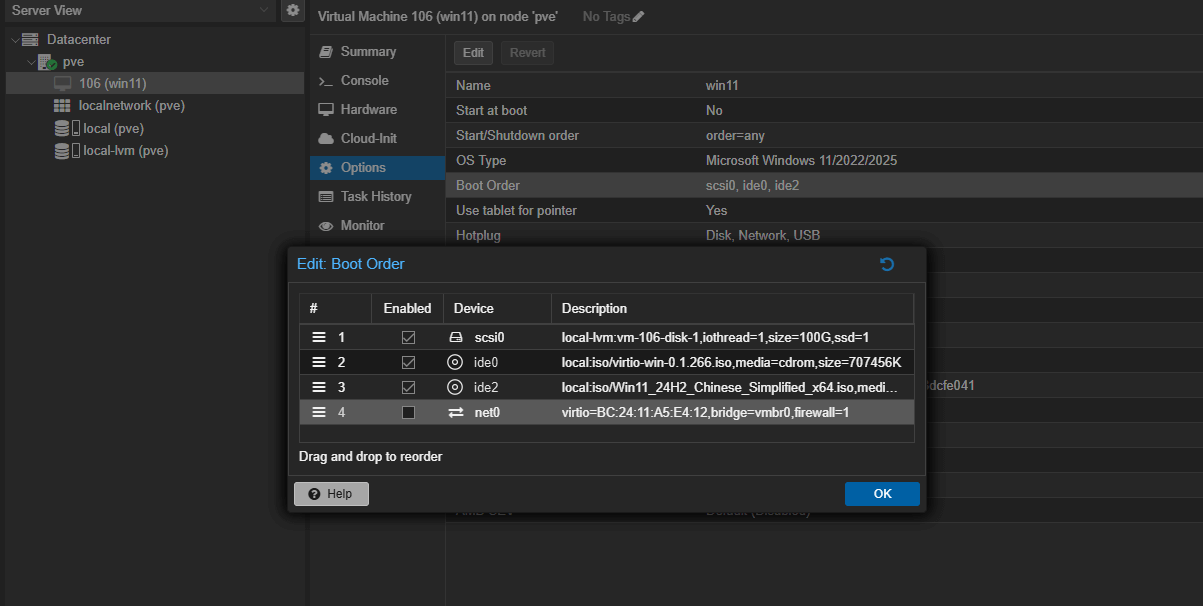 Server View
Datacenter
pve
106 (win11)
localnetwork (pve)
local (pve)
local-lvm (pve)
Virtual Machine 106 (win11) on node 'pve' No Tags
Summary
Console
Hardware
Cloud-Init
Options
Task History
Monitor
Edit Revert
Name win11
Start at boot No
Start/Shutdown order order=any
OS Type Microsoft Windows 11/2022/2025
Boot Order scsi0, ide0, ide2
Use tablet for pointer Yes
Hotplug Disk, Network, USB
Edit: Boot Order
# Enabled Device Description
1 scsi0 local-lvm:vm-106-disk-1,iothread=1,size=100G,ssd=1
2 ide0 local:iso/virtio-win-0.1.266.iso,media=cdrom,size=707456K
3 ide2 local:iso/Win11_24H2_Chinese_Simplified_x64.iso,medi...
4 net0 virtio=BC:24:11:A5:E4:12,bridge=vmbr0,firewall=1
Drag and drop to reorder
Help OK